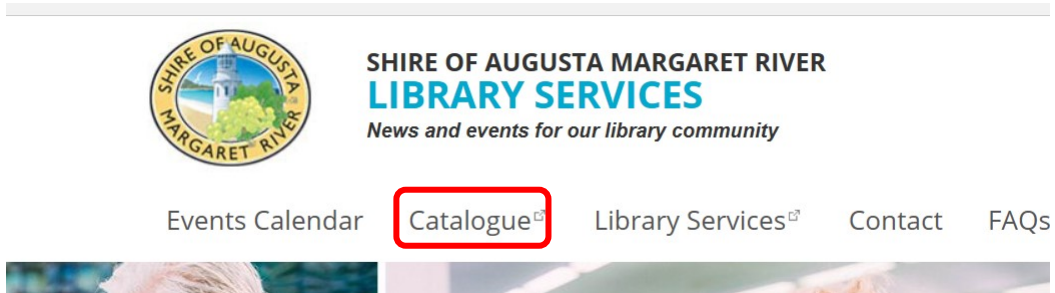 SHIRE OF AUGUSTA
MARGARET RIVER
SHIRE OF AUGUSTA MARGARET RIVER
LIBRARY SERVICES
News and events for our library community
Events Calendar Catalogue Library Services Contact FAQs